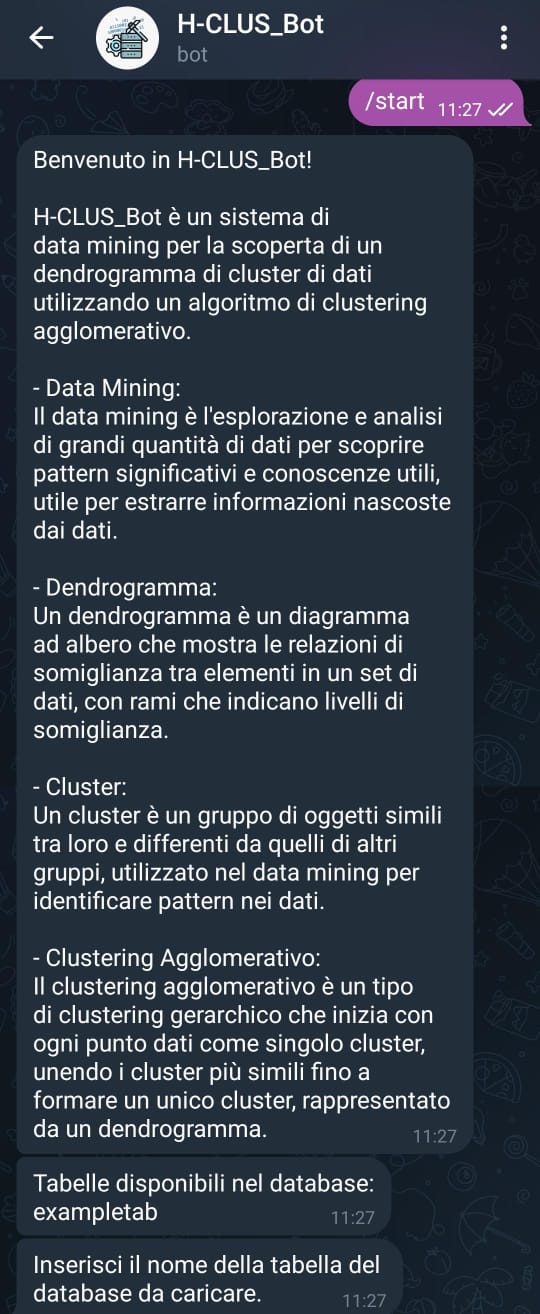 H-CLUS_Bot
bot
/start 11:27
Benvenuto in H-CLUS_Bot!
H-CLUS_Bot è un sistema di
data mining per la scoperta di un
dendrogramma di cluster di dati
utilizzando un algoritmo di clustering
agglomerativo.
- Data Mining:
Il data mining è l'esplorazione e analisi
di grandi quantità di dati per scoprire
pattern significativi e conoscenze utili,
utile per estrarre informazioni nascoste
dai dati.
- Dendrogramma:
Un dendrogramma è un diagramma
ad albero che mostra le relazioni di
somiglianza tra elementi in un set di
dati, con rami che indicano livelli di
somiglianza.
- Cluster:
Un cluster è un gruppo di oggetti simili
tra loro e differenti da quelli di altri
gruppi, utilizzato nel data mining per
identificare pattern nei dati.
- Clustering Agglomerativo:
Il clustering agglomerativo è un tipo
di clustering gerarchico che inizia con
ogni punto dati come singolo cluster,
unendo i cluster più simili fino a
formare un unico cluster, rappresentato
da un dendrogramma. 11:27
Tabelle disponibili nel database:
exampletab 11:27
Inserisci il nome della tabella del
database da caricare. 11:27